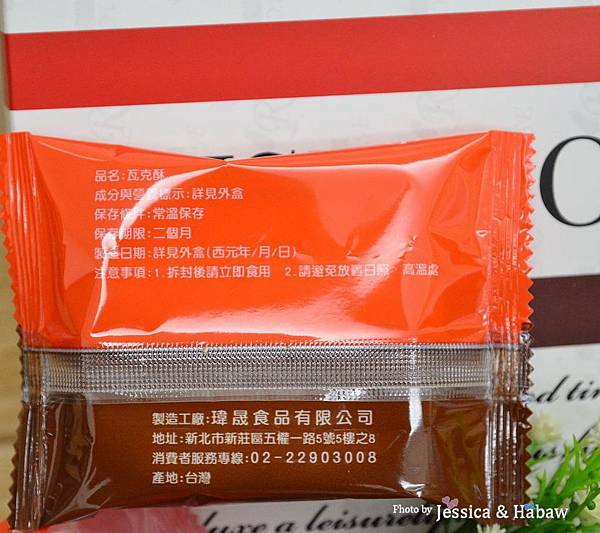 品名:瓦克酥
成分與營養標示:詳見外盒
保存條件:常溫保存
保存期限:二個月
製造日期:詳見外盒(西元年/月/日)
注意事項:1.拆封後請立即食用 2.請避免放置日照、高溫處
製造工廠:瑋晟食品有限公司
地址:新北市新莊區五權一路5號5樓之8
消費者服務專線:02-22903008
產地:台灣
a leisurely
Photo by Jessica & Habaw